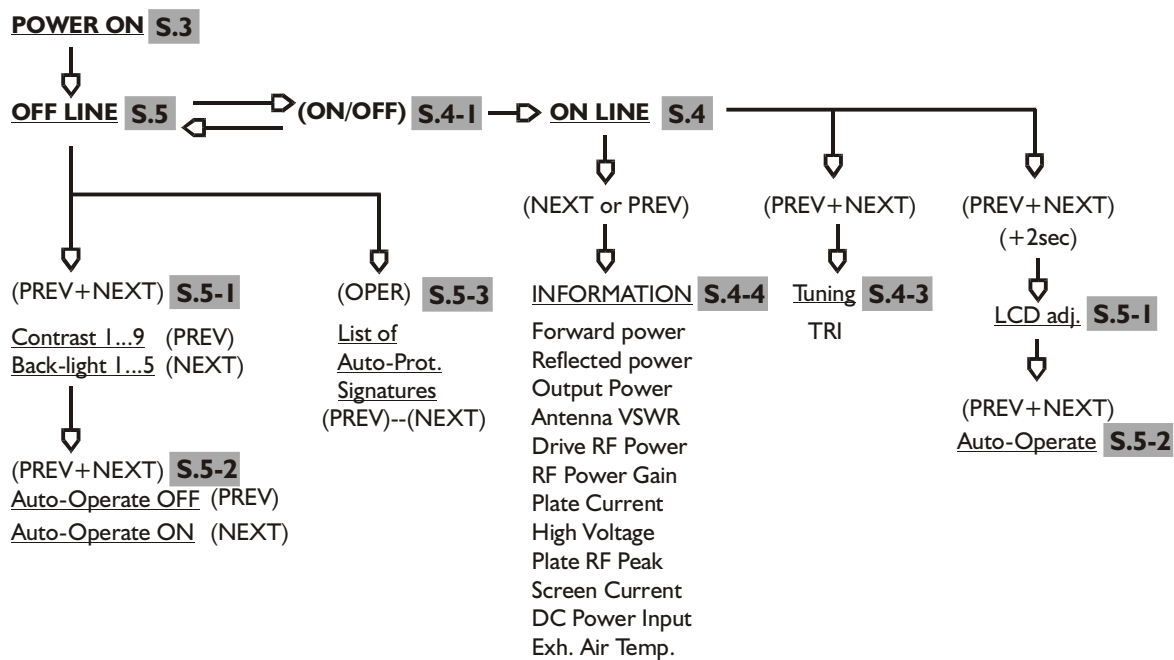 POWER ON S.3
OFF LINE S.5 (ON/OFF) S.4-1 ON LINE S.4
(PREV+NEXT) S.5-1
Contrast 1...9 (PREV)
Back-light 1...5 (NEXT)
(PREV+NEXT) S.5-2
Auto-Operate OFF (PREV)
Auto-Operate ON (NEXT)
(OPER) S.5-3
List of
Auto-Prot.
Signatures
(PREV)--(NEXT)
(NEXT or PREV)
INFORMATION S.4-4
Forward power
Reflected power
Output Power
Antenna VSWR
Drive RF Power
RF Power Gain
Plate Current
High Voltage
Plate RF Peak
Screen Current
DC Power Input
Exh. Air Temp.
(PREV+NEXT)
Tuning S.4-3
TRI
(PREV+NEXT)
(+2sec)
LCD adj. S.5-1
(PREV+NEXT)
Auto-Operate S.5-2